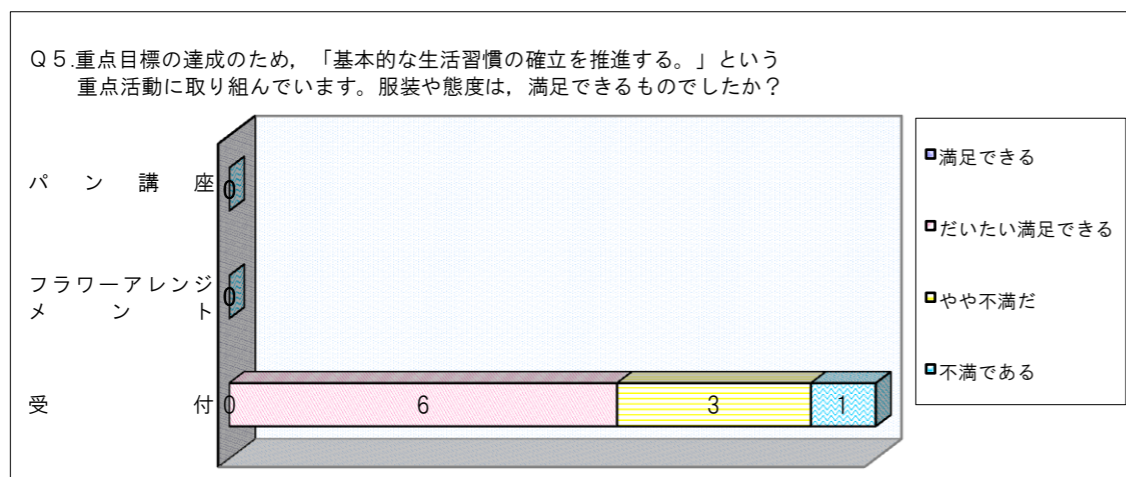 Ｑ５.重点目標の達成のため，「基本的な生活習慣の確立を推進する。」という
重点活動に取り組んでいます。服装や態度は，満足できるものでしたか？
パン講座
0
フラワーアレンジ
メント
0
受付
0
6
3
1
満足できる
だいたい満足できる
やや不満だ
不満である